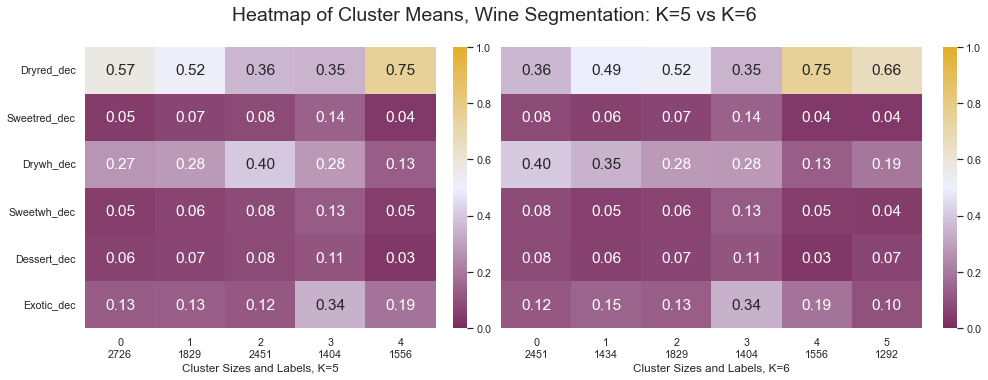 Heatmap of Cluster Means, Wine Segmentation: K=5 vs K=6
Dryred_dec 0.57 0.52 0.36 0.35 0.75
Sweetred_dec 0.05 0.07 0.08 0.14 0.04
Drywh_dec 0.27 0.28 0.40 0.28 0.13
Sweetwh_dec 0.05 0.06 0.08 0.13 0.05
Dessert_dec 0.06 0.07 0.08 0.11 0.03
Exotic_dec 0.13 0.13 0.12 0.34 0.19
0 1 2 3 4
2726 1829 2451 1404 1556
Cluster Sizes and Labels, K=5
1.0
0.8
0.6
0.4
0.2
0.0
0.36 0.49 0.52 0.35 0.75 0.66
0.08 0.06 0.07 0.14 0.04 0.04
0.40 0.35 0.28 0.28 0.13 0.19
0.08 0.05 0.06 0.13 0.05 0.04
0.08 0.06 0.07 0.11 0.03 0.07
0.12 0.15 0.13 0.34 0.19 0.10
0 1 2 3 4 5
2451 1434 1829 1404 1556 1292
Cluster Sizes and Labels, K=6
1.0
0.8
0.6
0.4
0.2
0.0